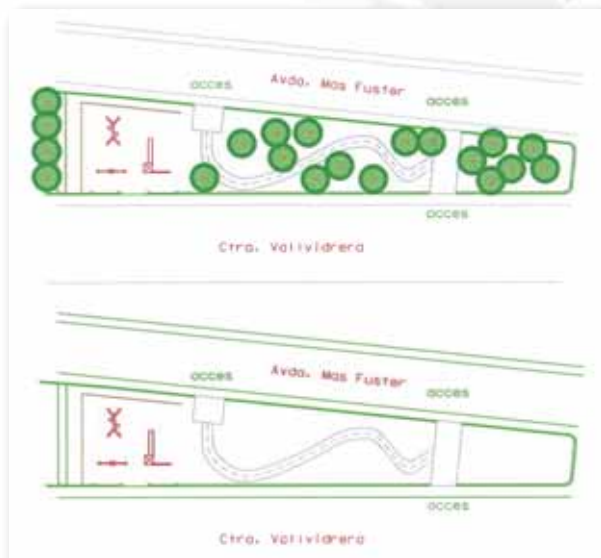 Avda. Mas Fuster
acces
acces
acces
Ctra. Vallvidrera
Avda. Mas Fuster
acces
acces
acces
Ctra. Vallvidrera